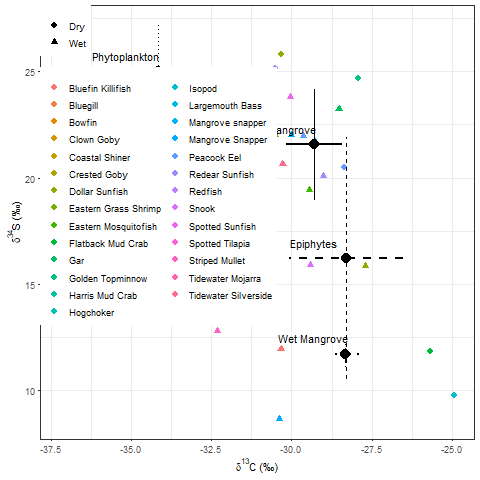 Dry
Wet
Phytoplankton
Bluefin Killifish
Bluegill
Bowfin
Clown Goby
Coastal Shiner
Crested Goby
Dollar Sunfish
Eastern Grass Shrimp
Eastern Mosquitofish
Flatback Mud Crab
Gar
Golden Topminnow
Harris Mud Crab
Hogchoker
Isopod
Largemouth Bass
Mangrove snapper
Mangrove Snapper
Peacock Eel
Redear Sunfish
Redfish
Snook
Spotted Sunfish
Spotted Tilapia
Striped Mullet
Tidewater Mojarra
Tidewater Silverside
angrove
Epiphytes
Wet Mangrove
25
20
15
10
δ34S (‰)
-37.5
-35.0
-32.5
-30.0
-27.5
-25.0
δ13C (‰)